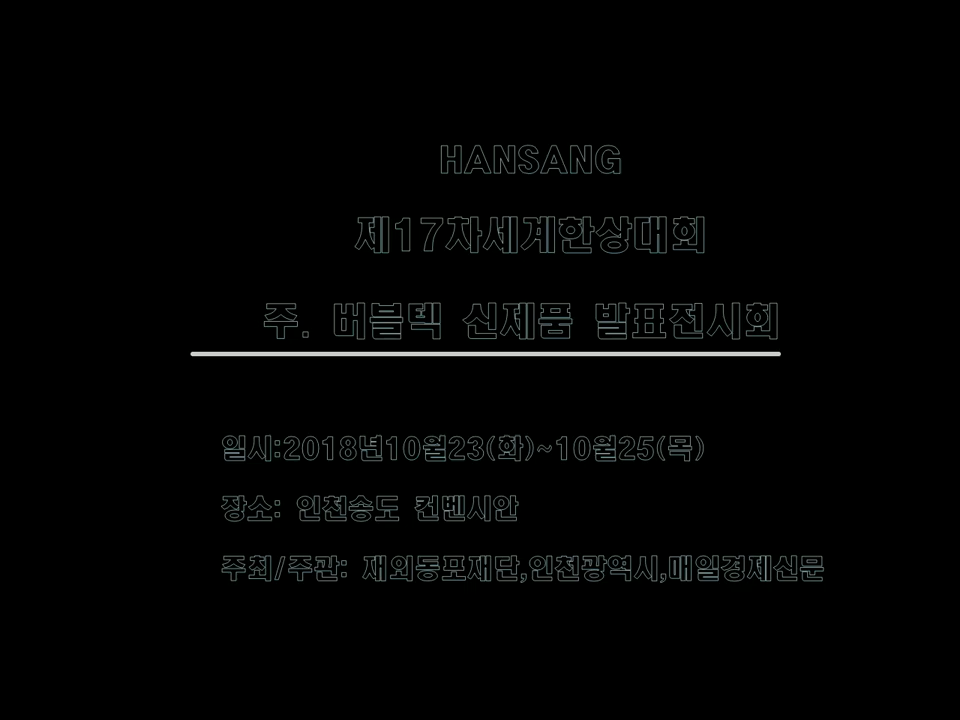 HANSANG
제17차세계한상대회
주. 버블텍 신제품 발표전시회
일시:2018년10월23(화)~10월25(목)
장소: 인천송도 컨벤시안
주최/주관: 재외동포재단,인천광역시,매일경제신문